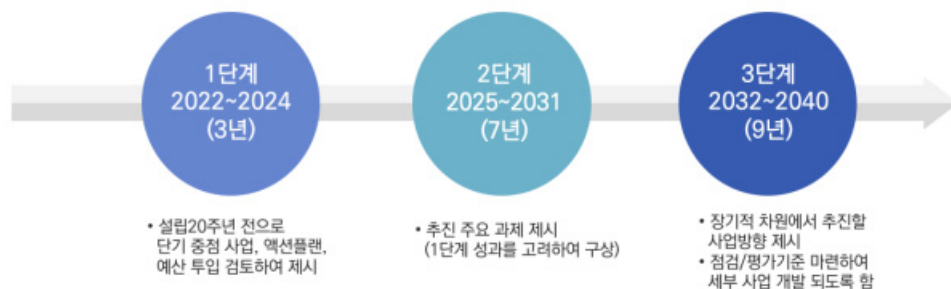 1단계
2022~2024
(3년)
2단계
2025~2031
(7년)
3단계
2032~2040
(9년)
• 설립20주년 전으로
단기 중점 사업, 액션플랜,
예산 투입 검토하여 제시
• 추진 주요 과제 제시
(1단계 성과를 고려하여 구상)
• 장기적 차원에서 추진할
사업방향 제시
• 점검/평가기준 마련하여
세부 사업 개발 되도록 함